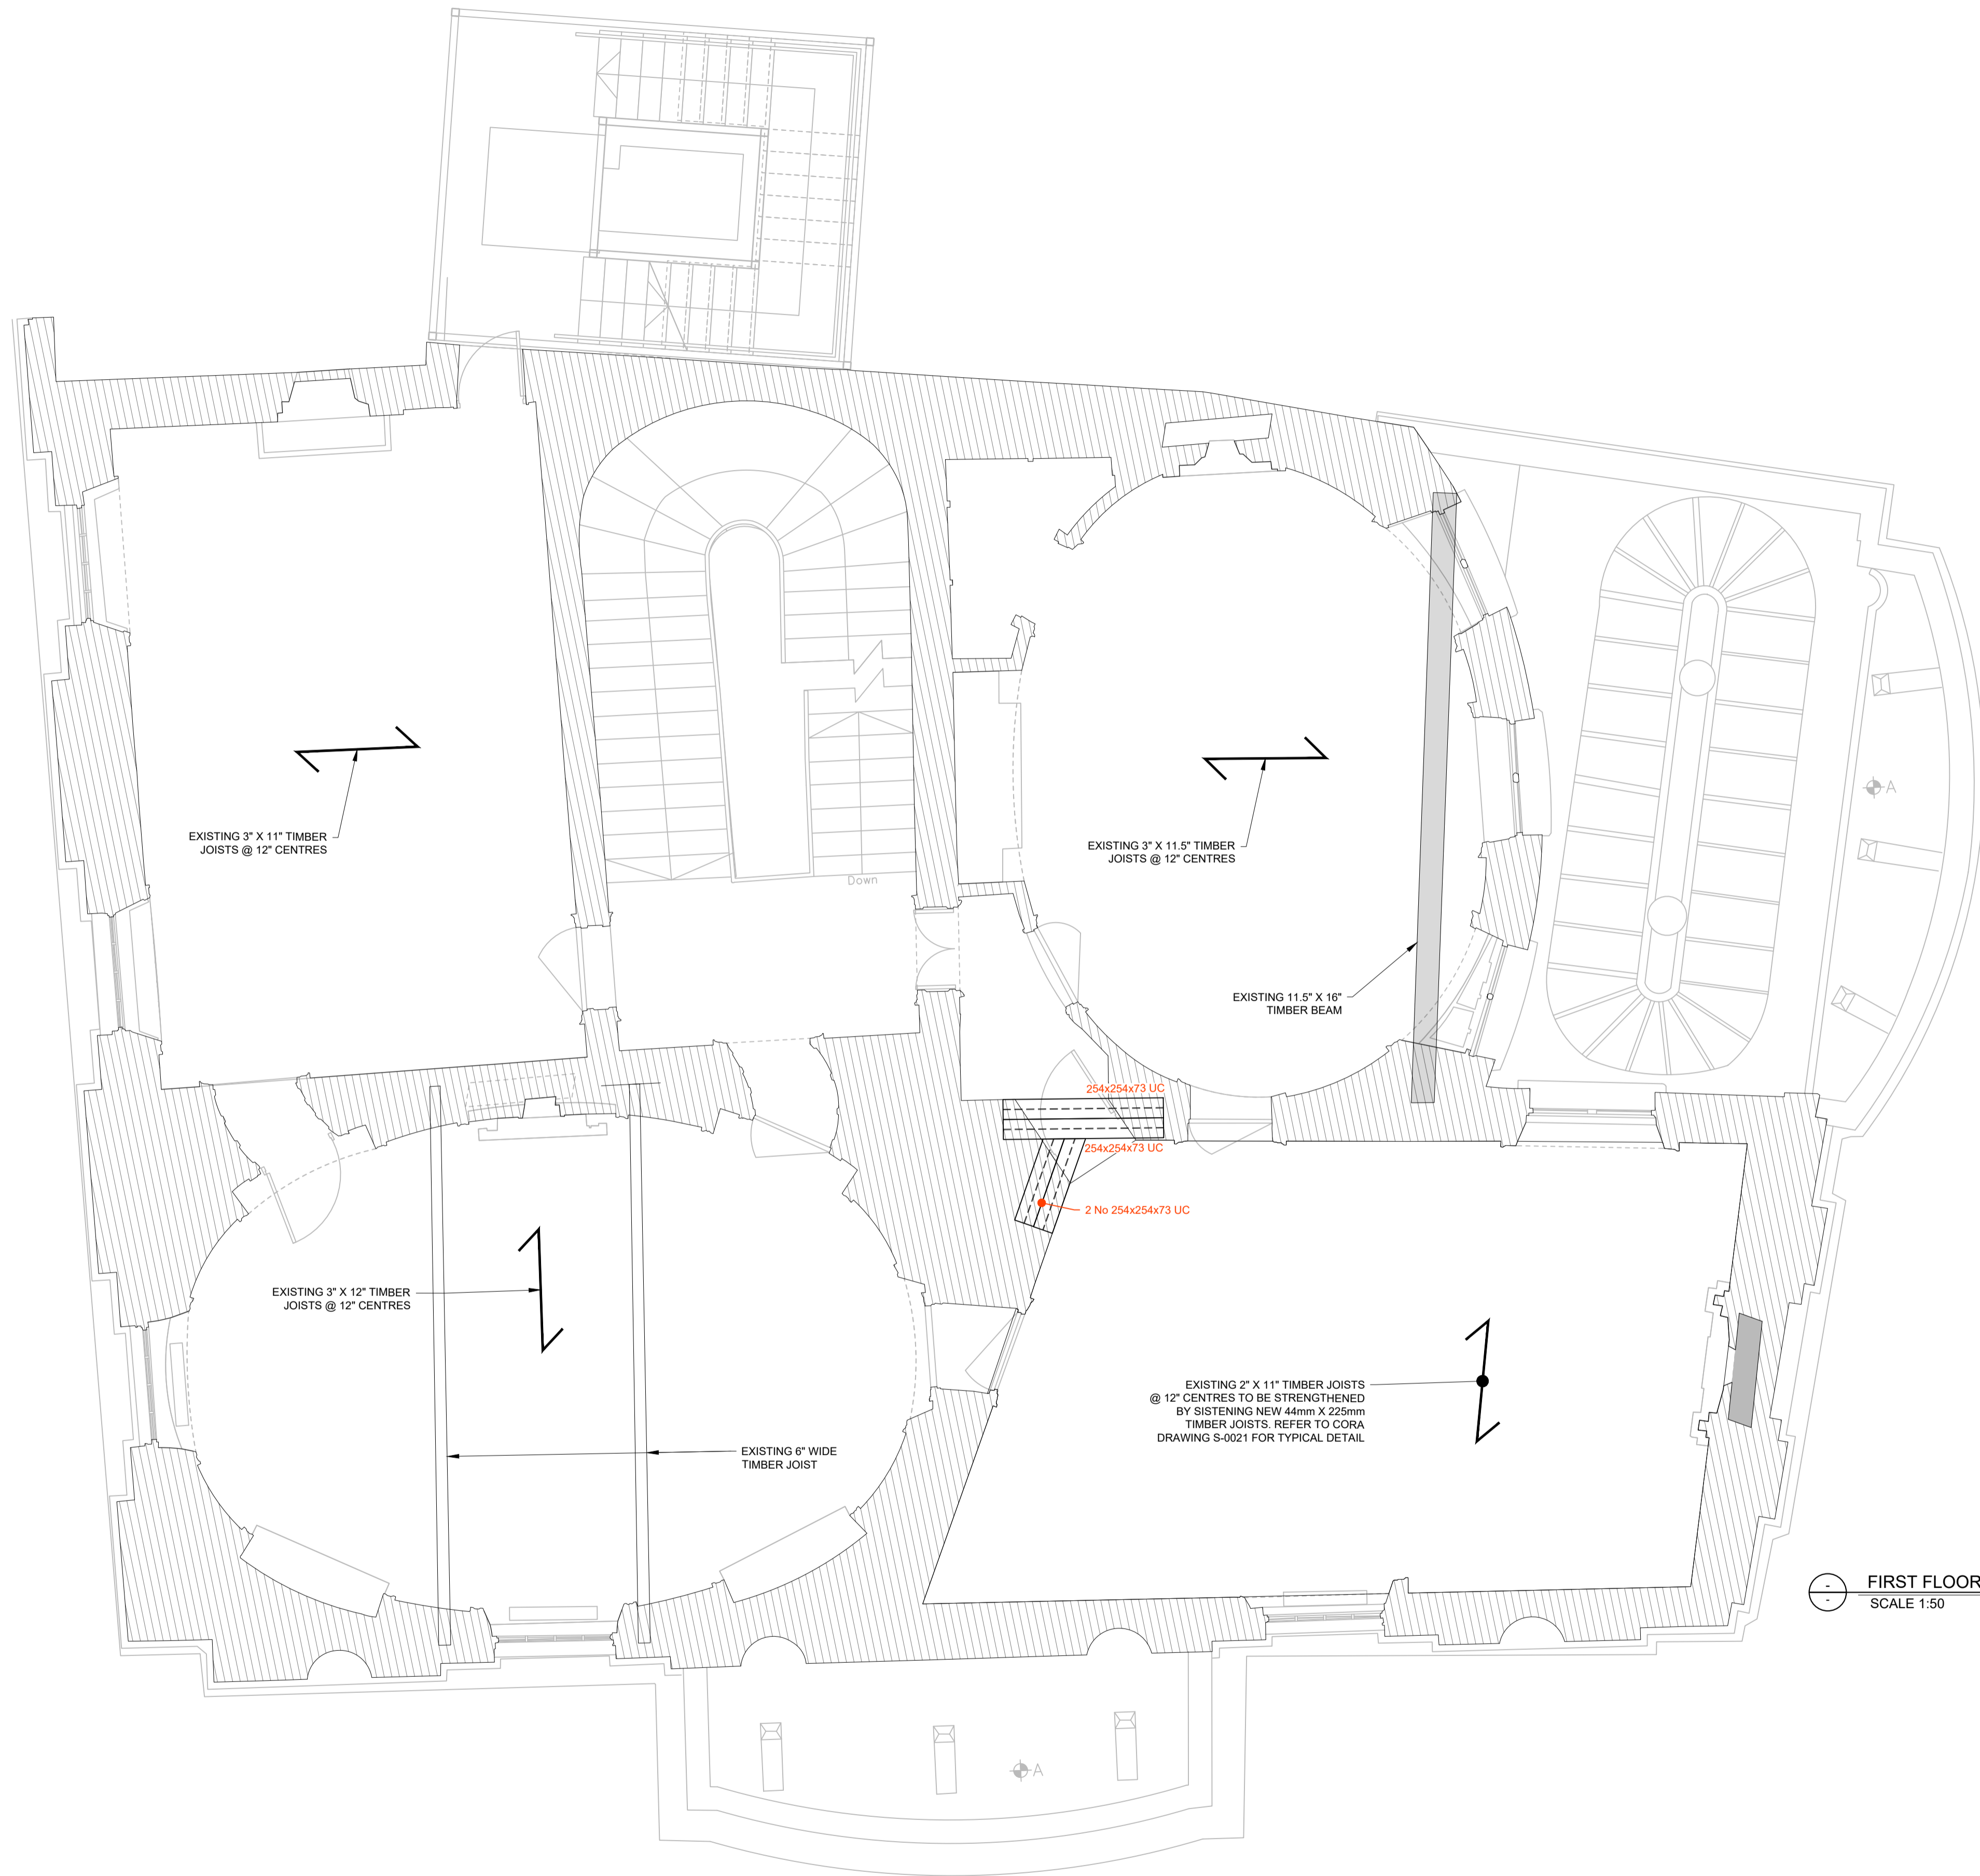 EXISTING 3" X 11" TIMBER
JOISTS @ 12" CENTRES
EXISTING 3" X 11.5" TIMBER
JOISTS @ 12" CENTRES
A
Down
EXISTING 11.5" X 16"
TIMBER BEAM
254x254x73 UC
254x254x73 UC
2 No 254x254x73 UC
EXISTING 3" X 12" TIMBER
JOISTS @ 12" CENTRES
EXISTING 2" X 11" TIMBER JOISTS
@ 12" CENTRES TO BE STRENGTHENED
BY SISTENING NEW 44mm X 225mm
TIMBER JOISTS. REFER TO CORA
DRAWING S-0021 FOR TYPICAL DETAIL
EXISTING 6" WIDE
TIMBER JOIST
-
-
FIRST FLOOR
SCALE 1:50
A